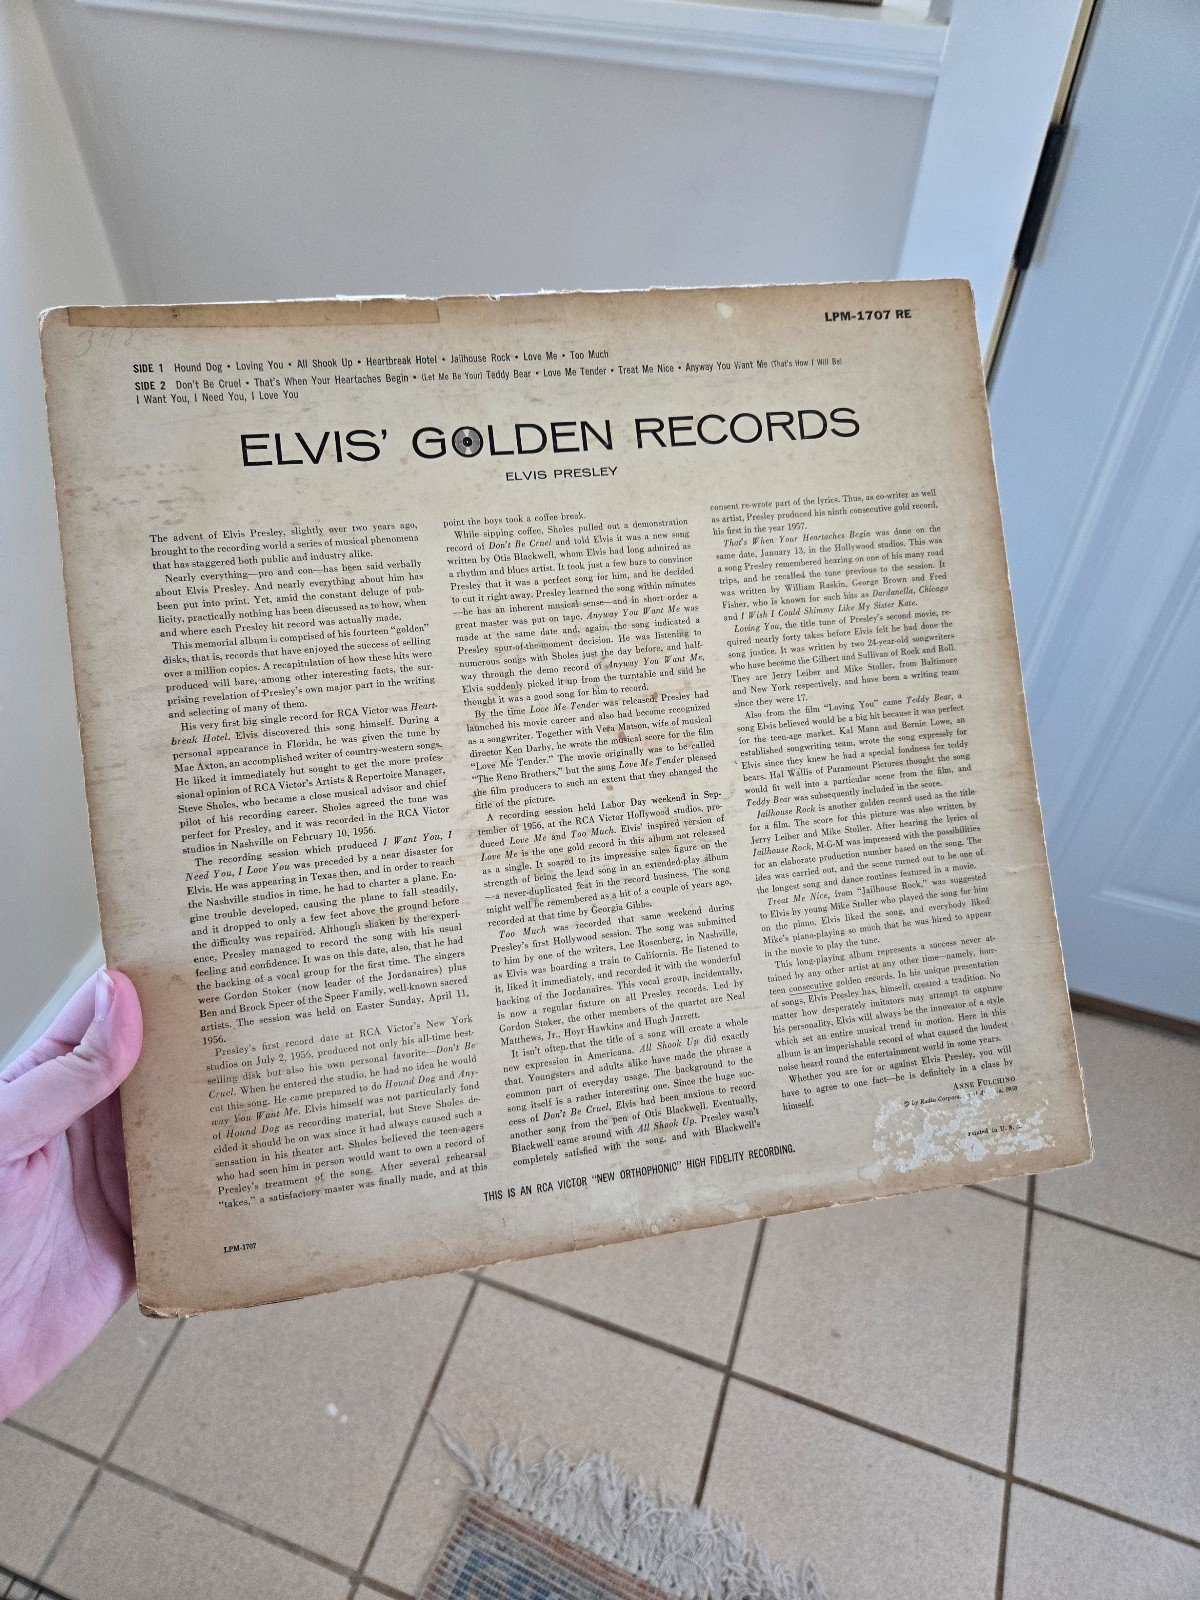 LPM-1707 RE
SIDE 1 Hound Dog • Loving You • All Shook Up • Heartbreak Hotel • Jailhouse Rock • Love Me • Too Much
SIDE 2 Don't Be Cruel • That's When Your Heartaches Begin • (Let Me Be Your) Teddy Bear • Love Me Tender • Treat Me Nice • Anyway You Want Me (That's How I Will Be)
I Want You, I Need You, I Love You
ELVIS' GOLDEN RECORDS
ELVIS PRESLEY
The advent of Elvis Presley, slightly over two years ago,
brought to the recording world a series of musical phenomena
that has staggered both public and industry alike.
Nearly everything—pro and con—has been said verbally
about Elvis Presley. And nearly everything about him has
been put into print. Yet, amid the constant deluge of pub-
licity, practically nothing has been discussed as to how, when
and where each Presley hit record was actually made.
This memorial album is comprised of his fourteen "golden"
disks, that is, records that have enjoyed the success of selling
over a million copies. A recapitulation of how these hits were
produced will bare, among other interesting facts, the sur-
prising revelation of Presley's own major part in the writing
and selecting of many of them.
His very first big single record for RCA Victor was Heart-
break Hotel. Elvis discovered this song himself. During a
personal appearance in Florida, he was given the tune by
Mae Axton, an accomplished writer of country-western songs.
He liked it immediately but sought to get the more profes-
sional opinion of RCA Victor's Artists & Repertoire Manager,
Steve Sholes, who became a close musical advisor and chief
pilot of his recording career. Sholes agreed the tune was
perfect for Presley, and it was recorded in the RCA Victor
studios in Nashville on February 10, 1956.
The recording session which produced I Want You, I
Need You, I Love You was preceded by a near disaster for
Elvis. He was appearing in Texas then, and in order to reach
the Nashville studios in time, he had to charter a plane. En-
gine trouble developed, causing the plane to fall steadily,
and it dropped to only a few feet above the ground before
the difficulty was repaired. Although shaken by the experi-
ence, Presley managed to record the song with his usual
feeling and confidence. It was on this date, also, that he had
the backing of a vocal group for the first time. The singers
were Gordon Stoker (now leader of the Jordanaires) plus
Ben and Brock Speer of the Speer Family, well-known sacred
artists. The session was held on Easter Sunday, April 11,
1956.
Presley's first record date at RCA Victor's New York
studios on July 2, 1956, produced not only his all-time best-
selling disk but also his own personal favorite—Don't Be
Cruel. When he entered the studio, he had no idea he would
cut this song. He came prepared to do Hound Dog and Any-
way You Want Me. Elvis himself was not particularly fond
of Hound Dog as recording material, but Steve Sholes de-
cided it should be on wax since it had always caused such a
sensation in his theater act. Sholes believed the teen-agers
who had seen him in person would want to own a record of
Presley's treatment of the song. After several rehearsal
"takes," a satisfactory master was finally made, and at this
point the boys took a coffee break.
While sipping coffee, Sholes pulled out a demonstration
record of Don't Be Cruel and told Elvis it was a new song
written by Otis Blackwell, whom Elvis had long admired as
a rhythm and blues artist. It took just a few bars to convince
Presley that it was a perfect song for him, and he decided
to cut it right away. Presley learned the song within minutes
—he has an inherent musical sense—and in short order a
great master was put on tape. Anyway You Want Me was
made at the same date and, again, the song indicated a
Presley spur-of-the-moment decision. He was listening to
numerous songs with Sholes just the day before, and half-
way through the demo record of Anyway You Want Me,
Elvis suddenly picked it up from the turntable and said he
thought it was a good song for him to record.
By the time Love Me Tender was released, Presley had
launched his movie career and also had become recognized
as a songwriter. Together with Vera Matson, wife of musical
director Ken Darby, he wrote the musical score for the film
"Love Me Tender." The movie originally was to be called
"The Reno Brothers," but the song Love Me Tender pleased
the film producers to such an extent that they changed the
title of the picture.
A recording session held Labor Day weekend in Sep-
tember of 1956, at the RCA Victor Hollywood studios, pro-
duced Love Me and Too Much. Elvis' inspired version of
Love Me is the one gold record in this album not released
as a single. It soared to its impressive sales figure on the
strength of being the lead song in an extended-play album
—a never-duplicated feat in the record business. The song
might well be remembered as a hit of a couple of years ago,
recorded at that time by Georgia Gibbs.
Too Much was recorded that same weekend during
Presley's first Hollywood session. The song was submitted
to him by one of the writers, Lee Rosenberg, in Nashville,
as Elvis was boarding a train to California. He listened to
it, liked it immediately, and recorded it with the wonderful
backing of the Jordanaires. This vocal group, incidentally,
is now a regular fixture on all Presley records. Led by
Gordon Stoker, the other members of the quartet are Neal
Matthews, Jr., Hoyt Hawkins and Hugh Jarrett.
It isn't often that the title of a song will create a whole
new expression in Americana. All Shook Up did exactly
that. Youngsters and adults alike have made the phrase a
common part of everyday usage. The background to the
song itself is a rather interesting one. Since the huge suc-
cess of Don't Be Cruel, Elvis had been anxious to record
another song from the pen of Otis Blackwell. Eventually,
Blackwell came around with All Shook Up. Presley wasn't
completely satisfied with the song, and with Blackwell's
consent re-wrote part of the lyrics. Thus, as co-writer as well
as artist, Presley produced his ninth consecutive gold record,
his first in the year 1957.
That's When Your Heartaches Begin was done on the
same date, January 13, in the Hollywood studios. This was
a song Presley remembered hearing on one of his many road
trips, and he recalled the tune previous to the session. It
was written by William Raskin, George Brown and Fred
Fisher, who is known for such hits as Dardanella, Chicago
and I Wish I Could Shimmy Like My Sister Kate.
Loving You, the title tune of Presley's second movie, re-
quired nearly forty takes before Elvis felt he had done the
song justice. It was written by two 24-year-old songwriters
who have become the Gilbert and Sullivan of Rock and Roll.
They are Jerry Leiber and Mike Stoller, from Baltimore
and New York respectively, and have been a writing team
since they were 17.
Also from the film "Loving You" came Teddy Bear, a
song Elvis believed would be a big hit because it was perfect
for the teen-age market. Kal Mann and Bernie Lowe, an
established songwriting team, wrote the song expressly for
Elvis since they knew he had a special fondness for teddy
bears. Hal Wallis of Paramount Pictures thought the song
would fit well into a particular scene from the film, and
Teddy Bear was subsequently included in the score.
Jailhouse Rock is another golden record used as the title
for a film. The score for this picture was also written by
Jerry Leiber and Mike Stoller. After hearing the lyrics of
Jailhouse Rock, M-G-M was impressed with the possibilities
for an elaborate production number based on the song. The
idea was carried out, and the scene turned out to be one of
the longest song and dance routines featured in a movie.
Treat Me Nice, from "Jailhouse Rock," was suggested
to Elvis by young Mike Stoller who played the song for him
on the piano. Elvis liked the song, and everybody liked
Mike's piano-playing so much that he was hired to appear
in the movie to play the tune.
This long-playing album represents a success never at-
tained by any other artist at any other time—namely, four-
teen consecutive golden records. In his unique presentation
of songs, Elvis Presley has, himself, created a tradition. No
matter how desperately imitators may attempt to capture
his personality, Elvis will always be the innovator of a style
which set an entire musical trend in motion. Here in this
album is an imperishable record of what caused the loudest
noise heard round the entertainment world in some years.
Whether you are for or against Elvis Presley, you will
have to agree to one fact—he is definitely in a class by
himself.
ANNE FULCHINO
© by Radio Corpora 1958
Printed in U. S.
THIS IS AN RCA VICTOR "NEW ORTHOPHONIC" HIGH FIDELITY RECORDING.
LPM-1707